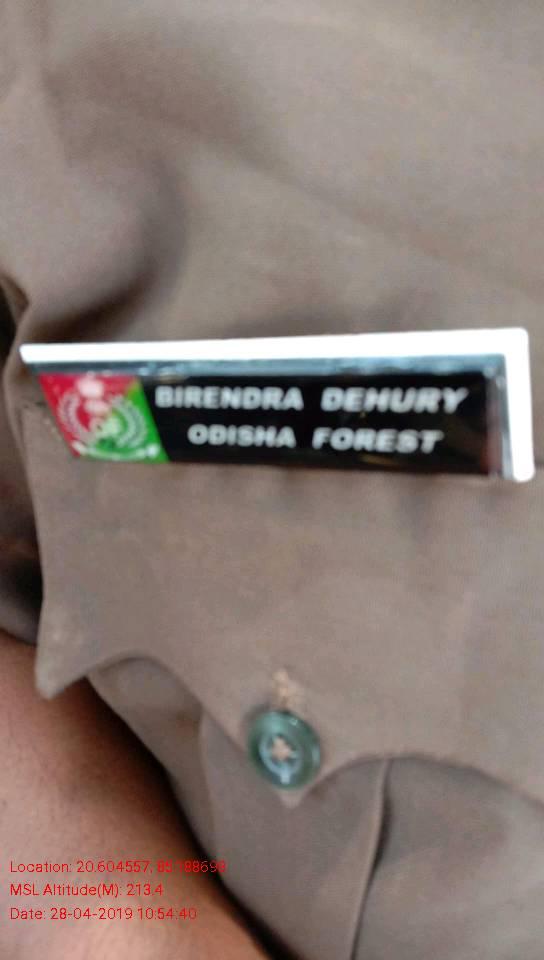 BIRENDRA DEHURY
ODISHA FOREST
Location: 20.604557, 85.188698
MSL Altitude(M): 213.4
Date: 28-04-2019 10:54:40